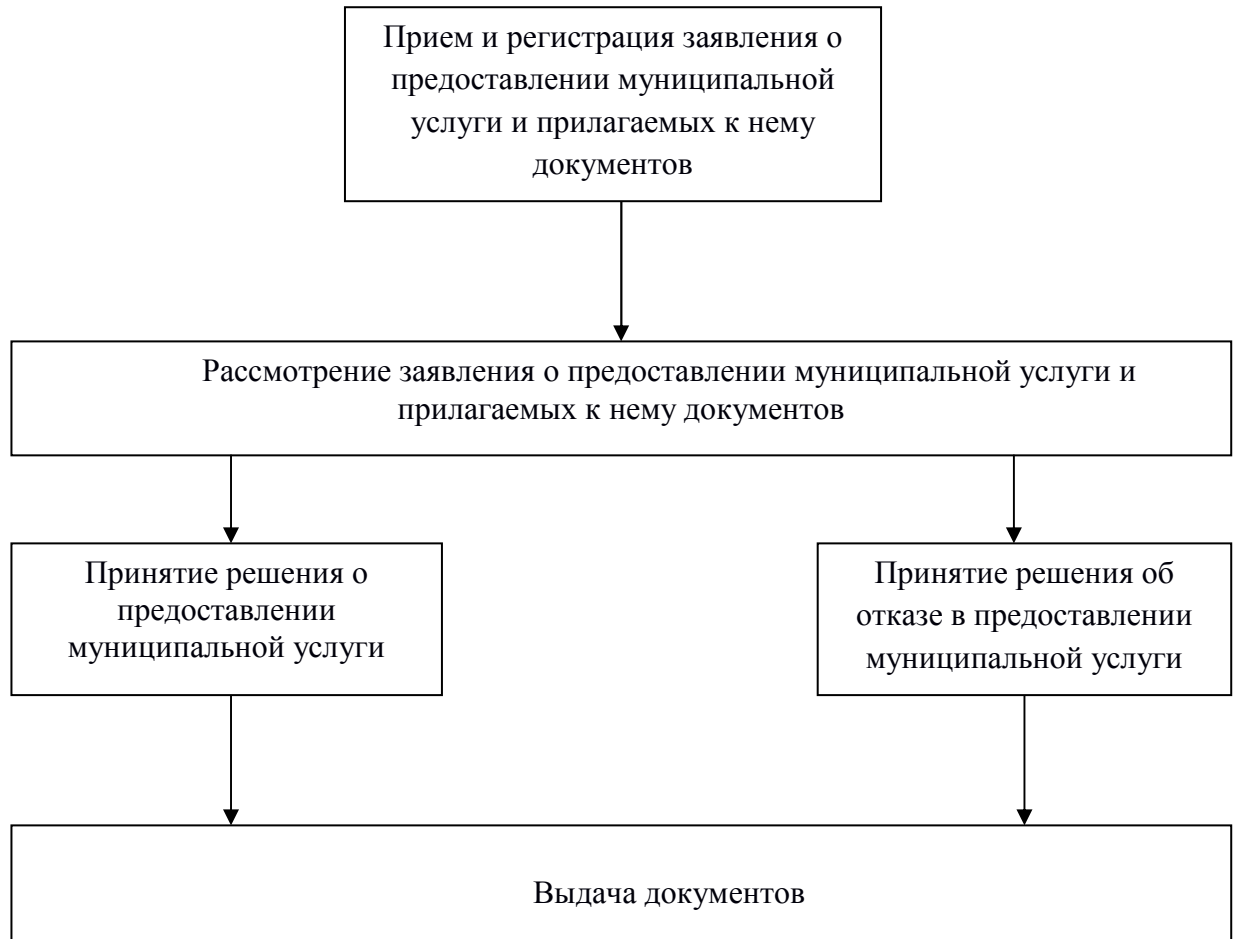 Прием и регистрация заявления о
предоставлении муниципальной
услуги и прилагаемых к нему
документов
Рассмотрение заявления о предоставлении муниципальной услуги и
прилагаемых к нему документов
Принятие решения о
предоставлении
муниципальной услуги
Принятие решения об
отказе в предоставлении
муниципальной услуги
Выдача документов